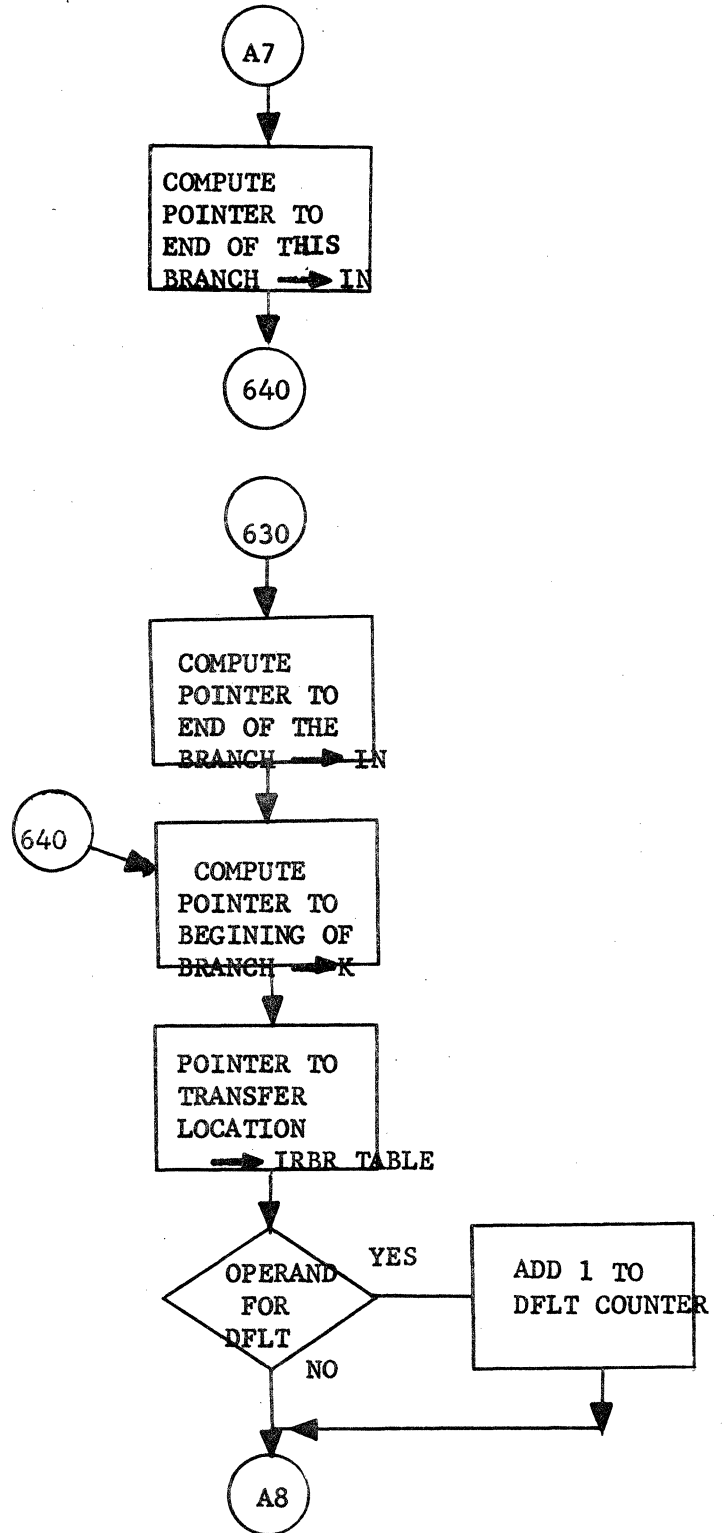 A7
COMPUTE
POINTER TO
END OF THIS
BRANCH → IN
640
630
COMPUTE
POINTER TO
END OF THE
BRANCH → IN
640
COMPUTE
POINTER TO
BEGINING OF
BRANCH → K
POINTER TO
TRANSFER
LOCATION
→ IRBR TABLE
OPERAND
FOR
DFLT
YES
NO
ADD 1 TO
DFLT COUNTER
A8